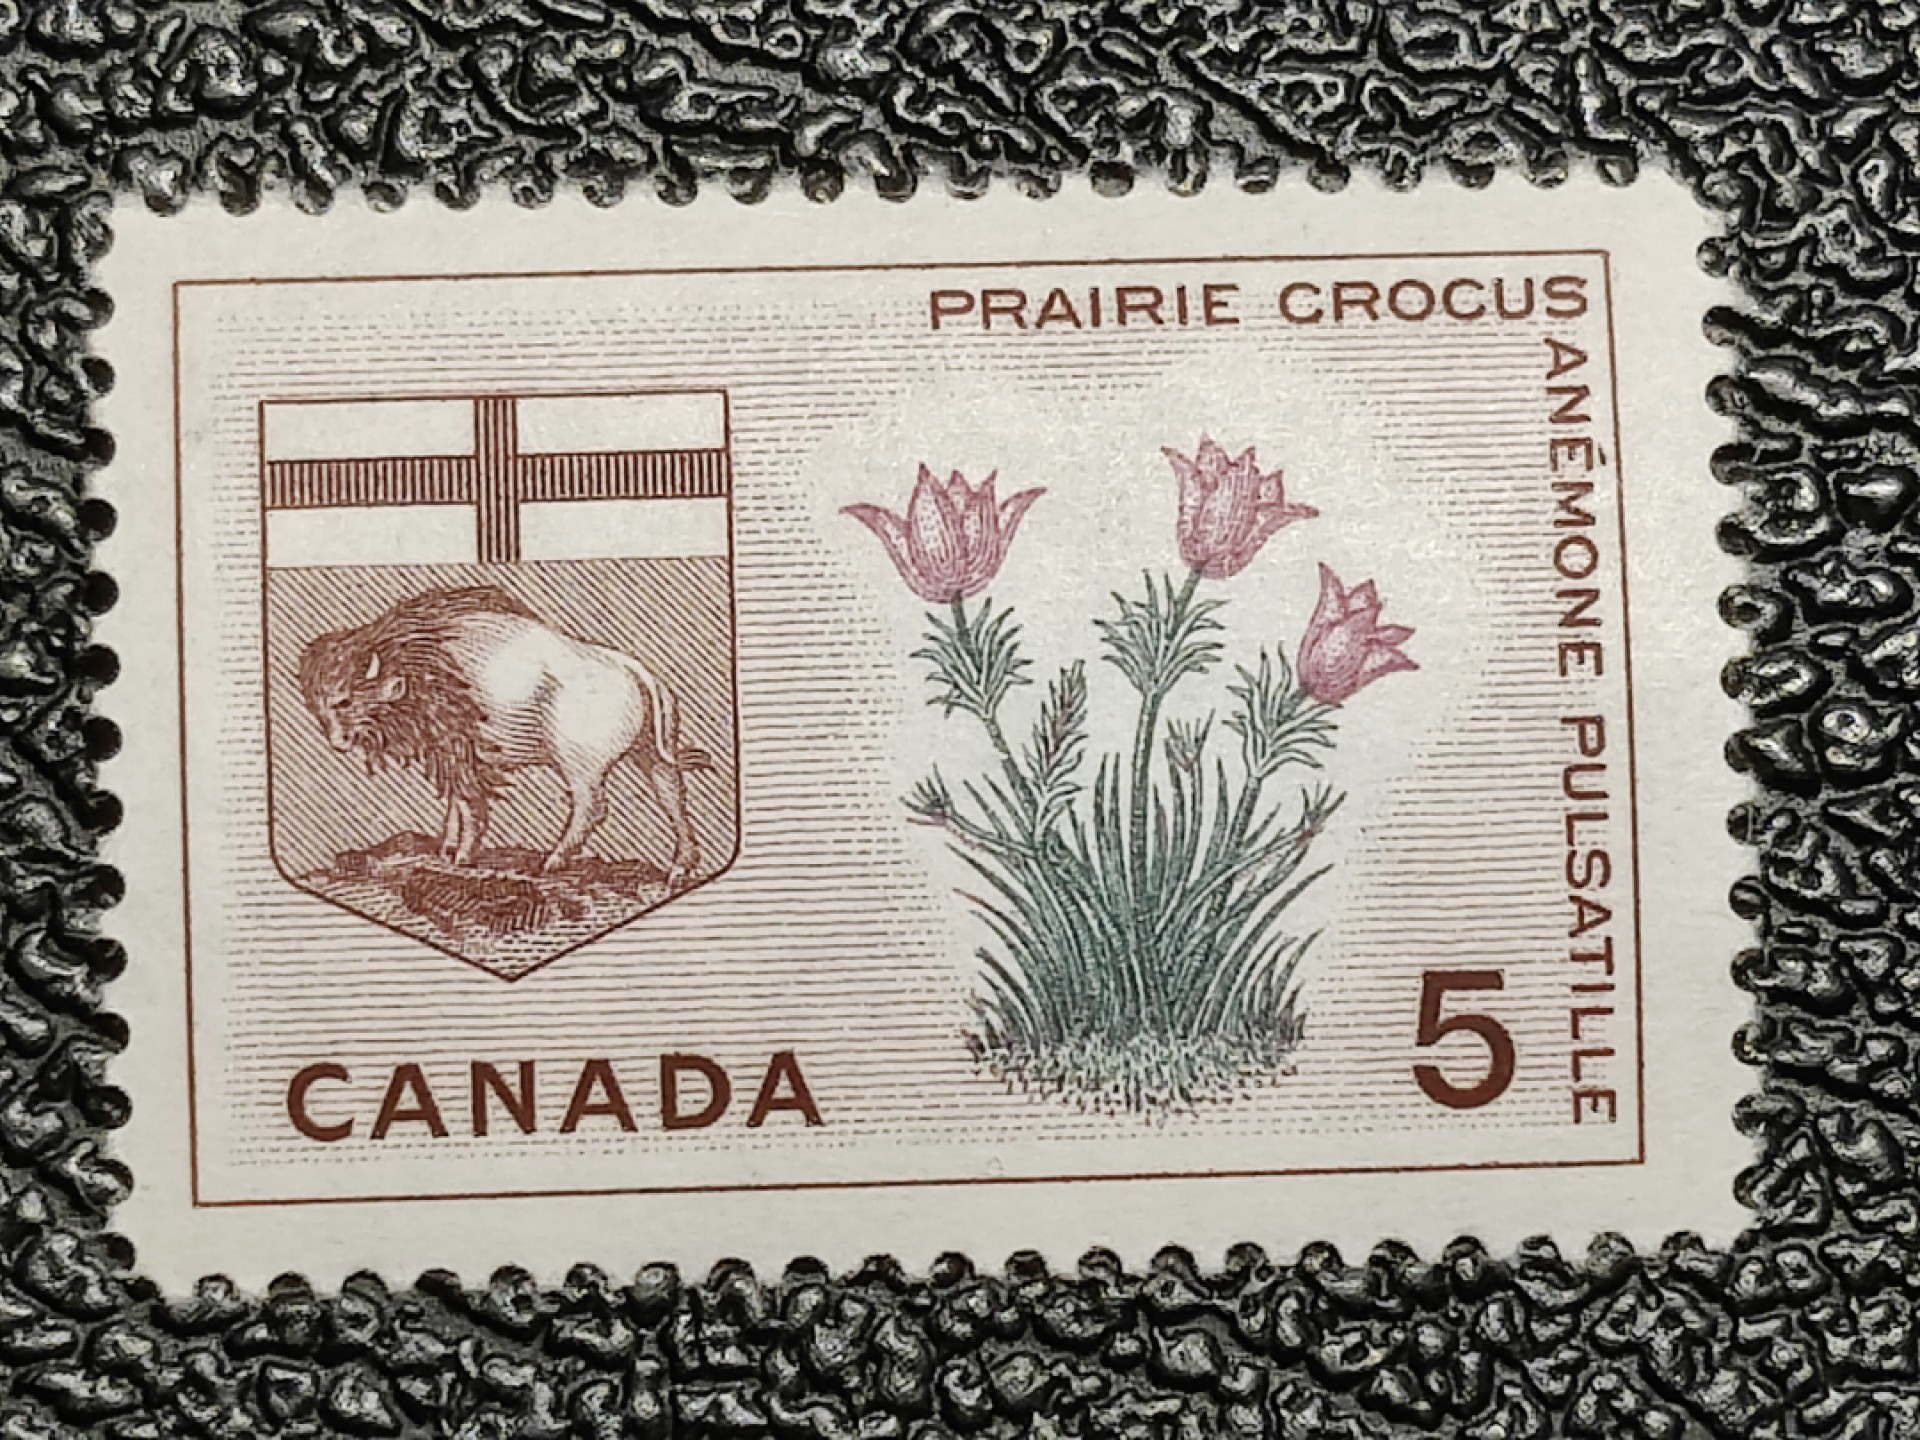 PRAIRIE CROCUS
ANÉMONE PULSATILLE
CANADA
5